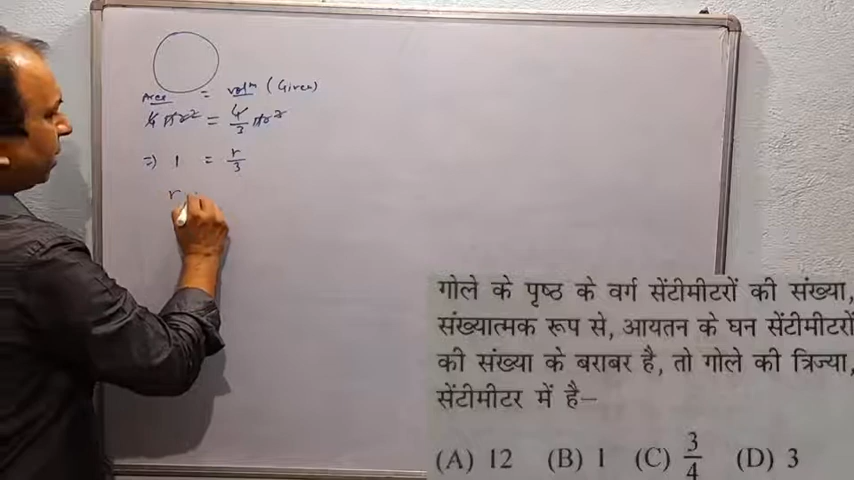 Area = volm (Given)
4πr² = 4/3 πr³
=> 1 = r/3
r
गोले के पृष्ठ के वर्ग सेंटीमीटरों की संख्या,
संख्यात्मक रूप से, आयतन के घन सेंटीमीटरों
की संख्या के बराबर है, तो गोले की त्रिज्या,
सेंटीमीटर में है–
(A) 12 (B) 1 (C) 3/4 (D) 3